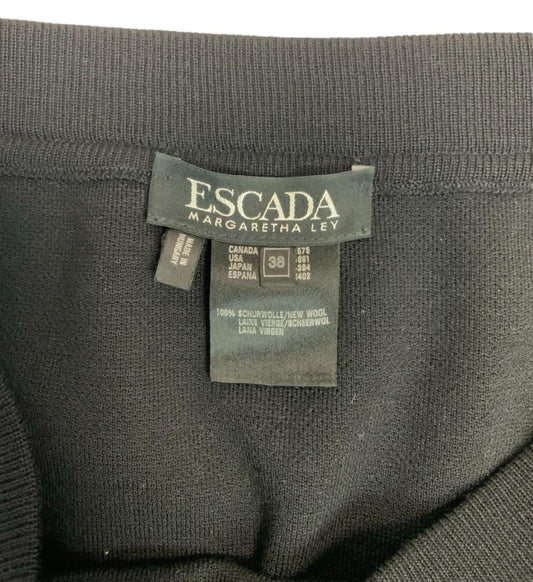 ESCADA
MARGARETHA LEY
MADE IN
HUNGARY
CANADA
USA
JAPAN
ESPANA
38
100% SCHURWOLLE/NEW WOOL
LAINE VIERGE/SCHEERWOL
LANA VIRGEN